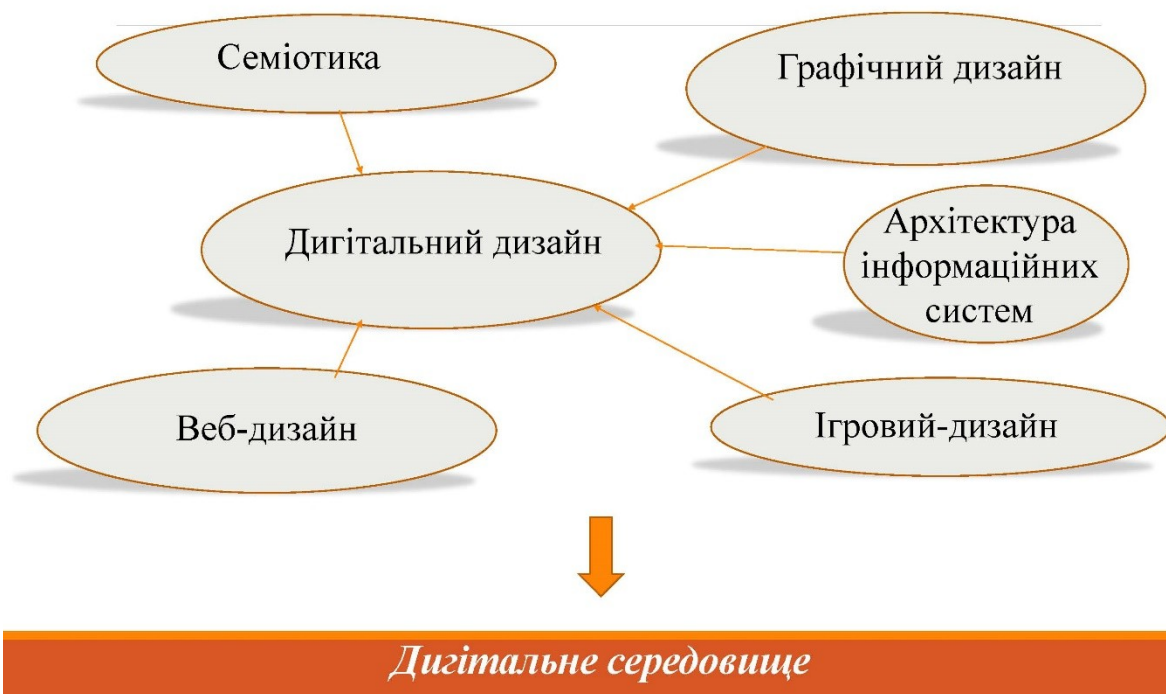 Семіотика
Графічний дизайн
Дигітальний дизайн
Архітектура
інформаційних
систем
Веб-дизайн
Ігровий-дизайн
Дигітальне середовище